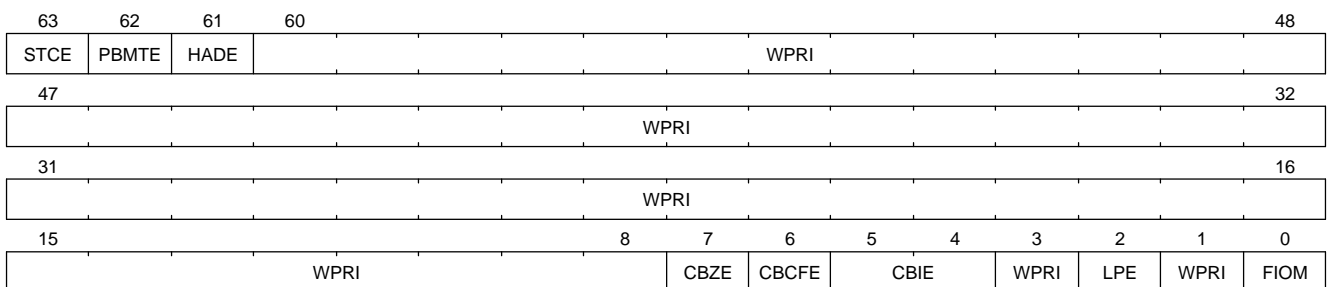 63 62 61 60 48
STCE PBMTE HADE WPRI
47 32
WPRI
31 16
WPRI
15 8 7 6 5 4 3 2 1 0
WPRI CBZE CBCFE CBIE WPRI LPE WPRI FIOM